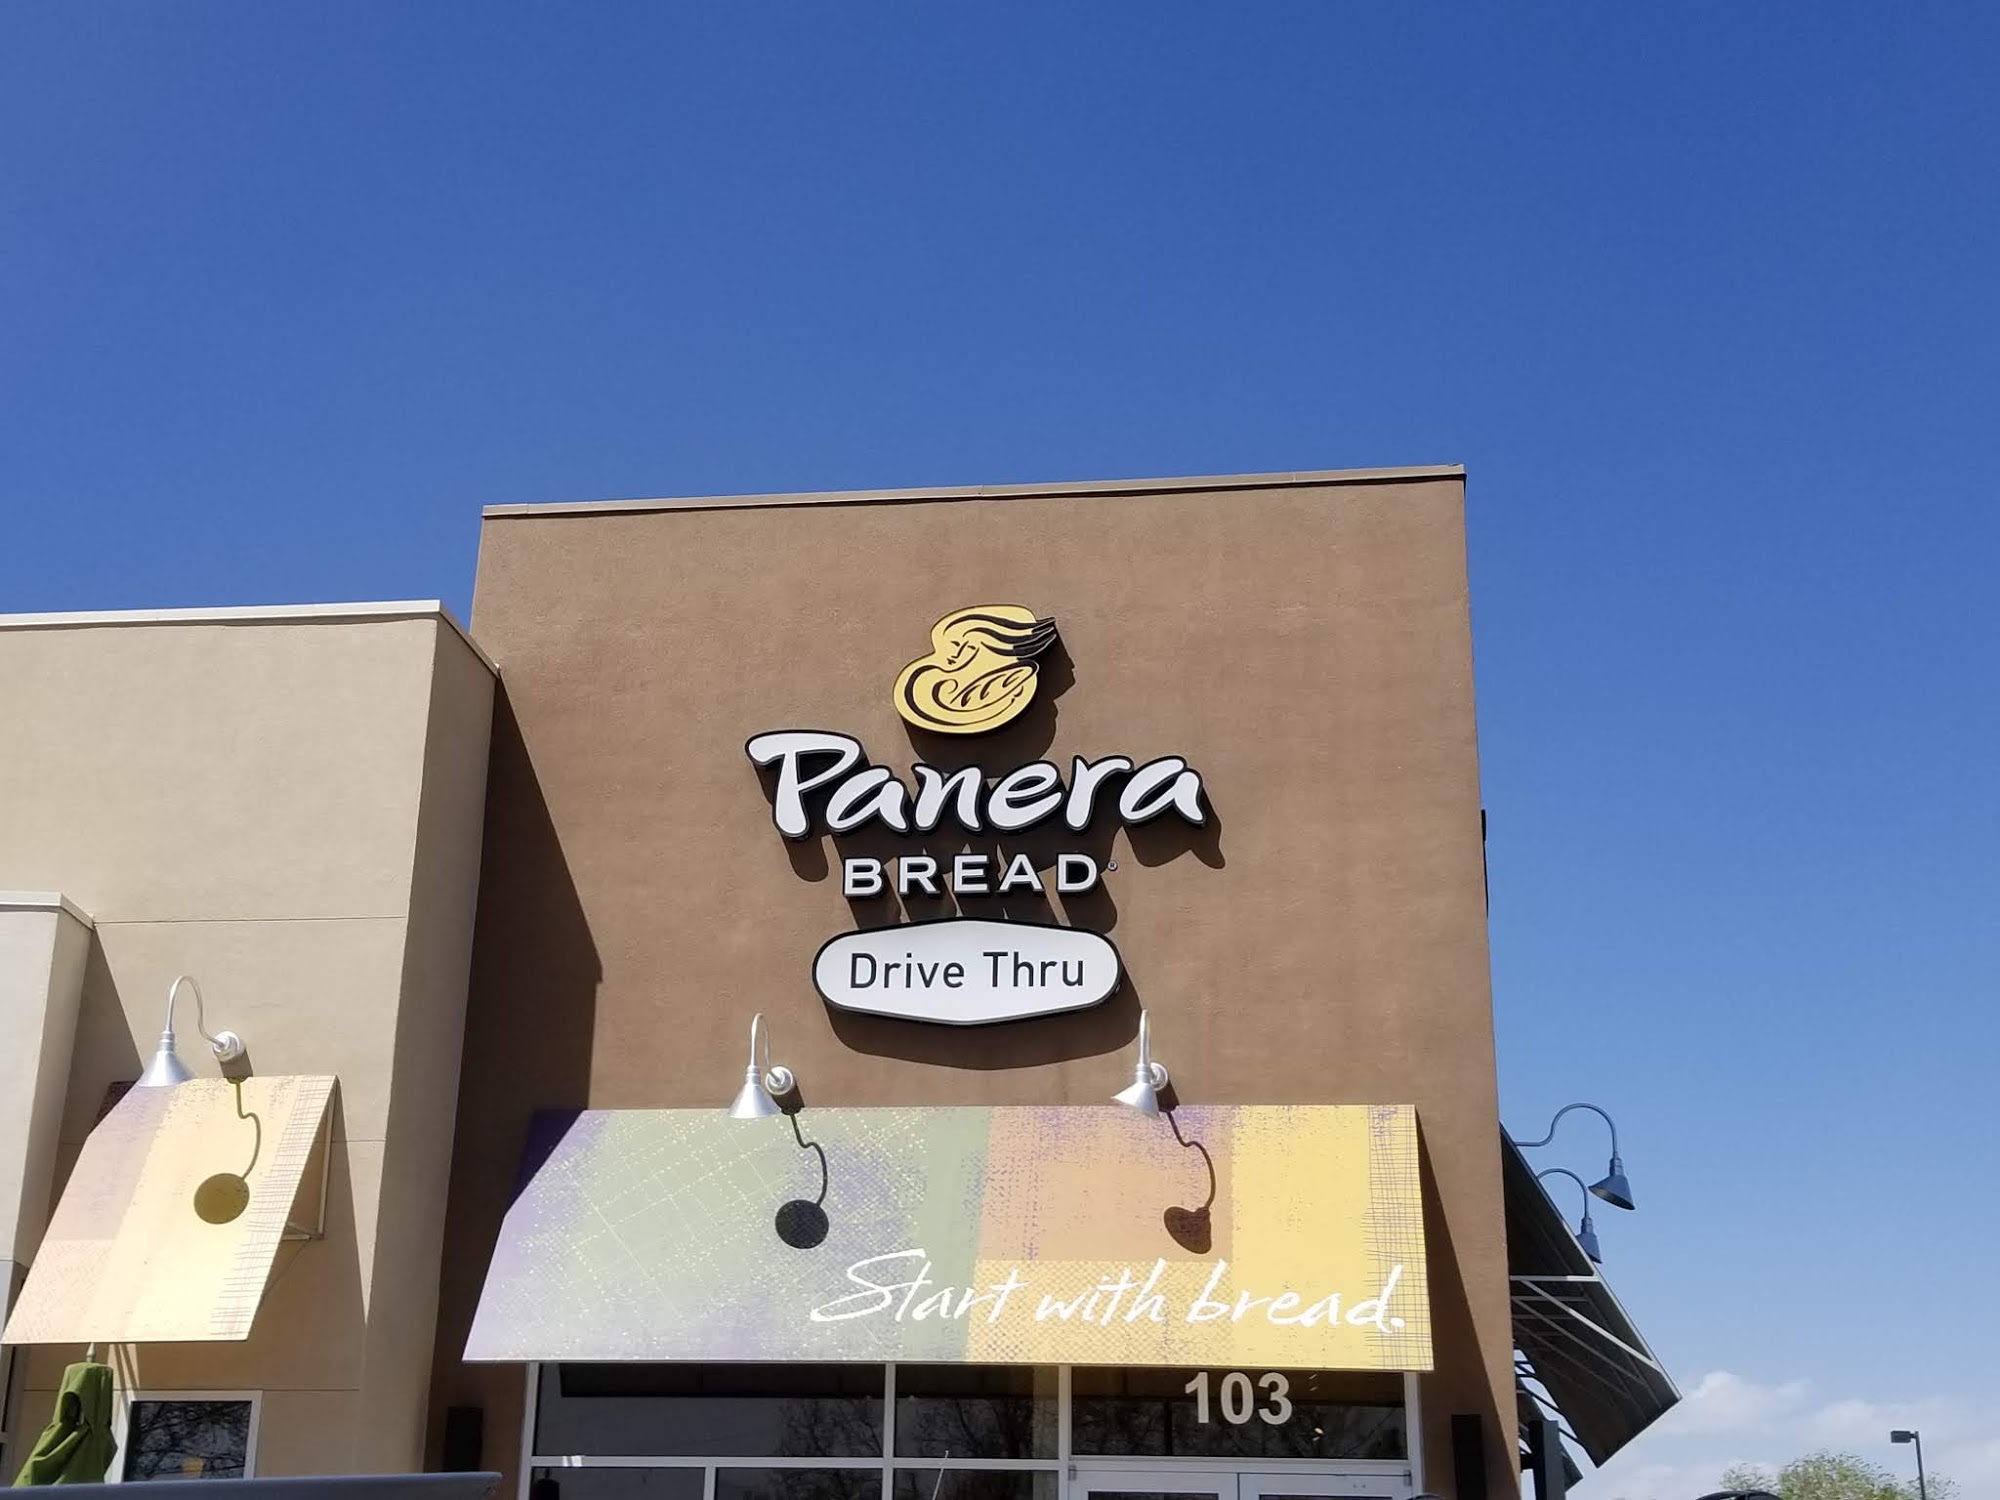 Panera
BREAD®
Drive Thru
Start with bread.
103